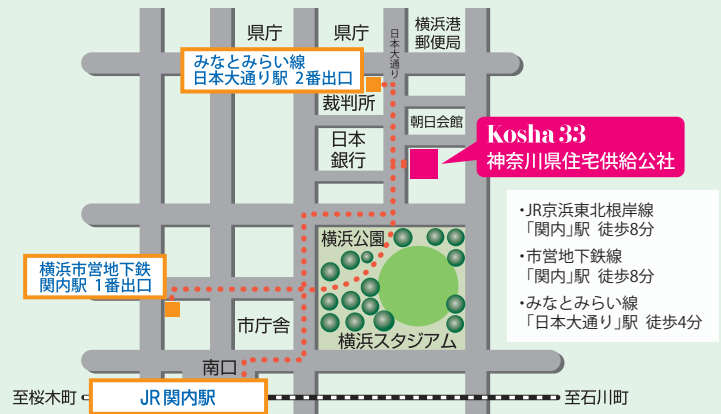 県庁
県庁
横浜港
郵便局
日本大通り
みなとみらい線
日本大通り駅 2番出口
裁判所
朝日会館
日本
銀行
Kosha 33
神奈川県住宅供給公社
・JR京浜東北根岸線
「関内」駅 徒歩8分
・市営地下鉄線
「関内」駅 徒歩8分
・みなとみらい線
「日本大通り」駅 徒歩4分
横浜公園
横浜市営地下鉄
関内駅 1番出口
市庁舎
横浜スタジアム
南口
至桜木町
JR関内駅
至石川町